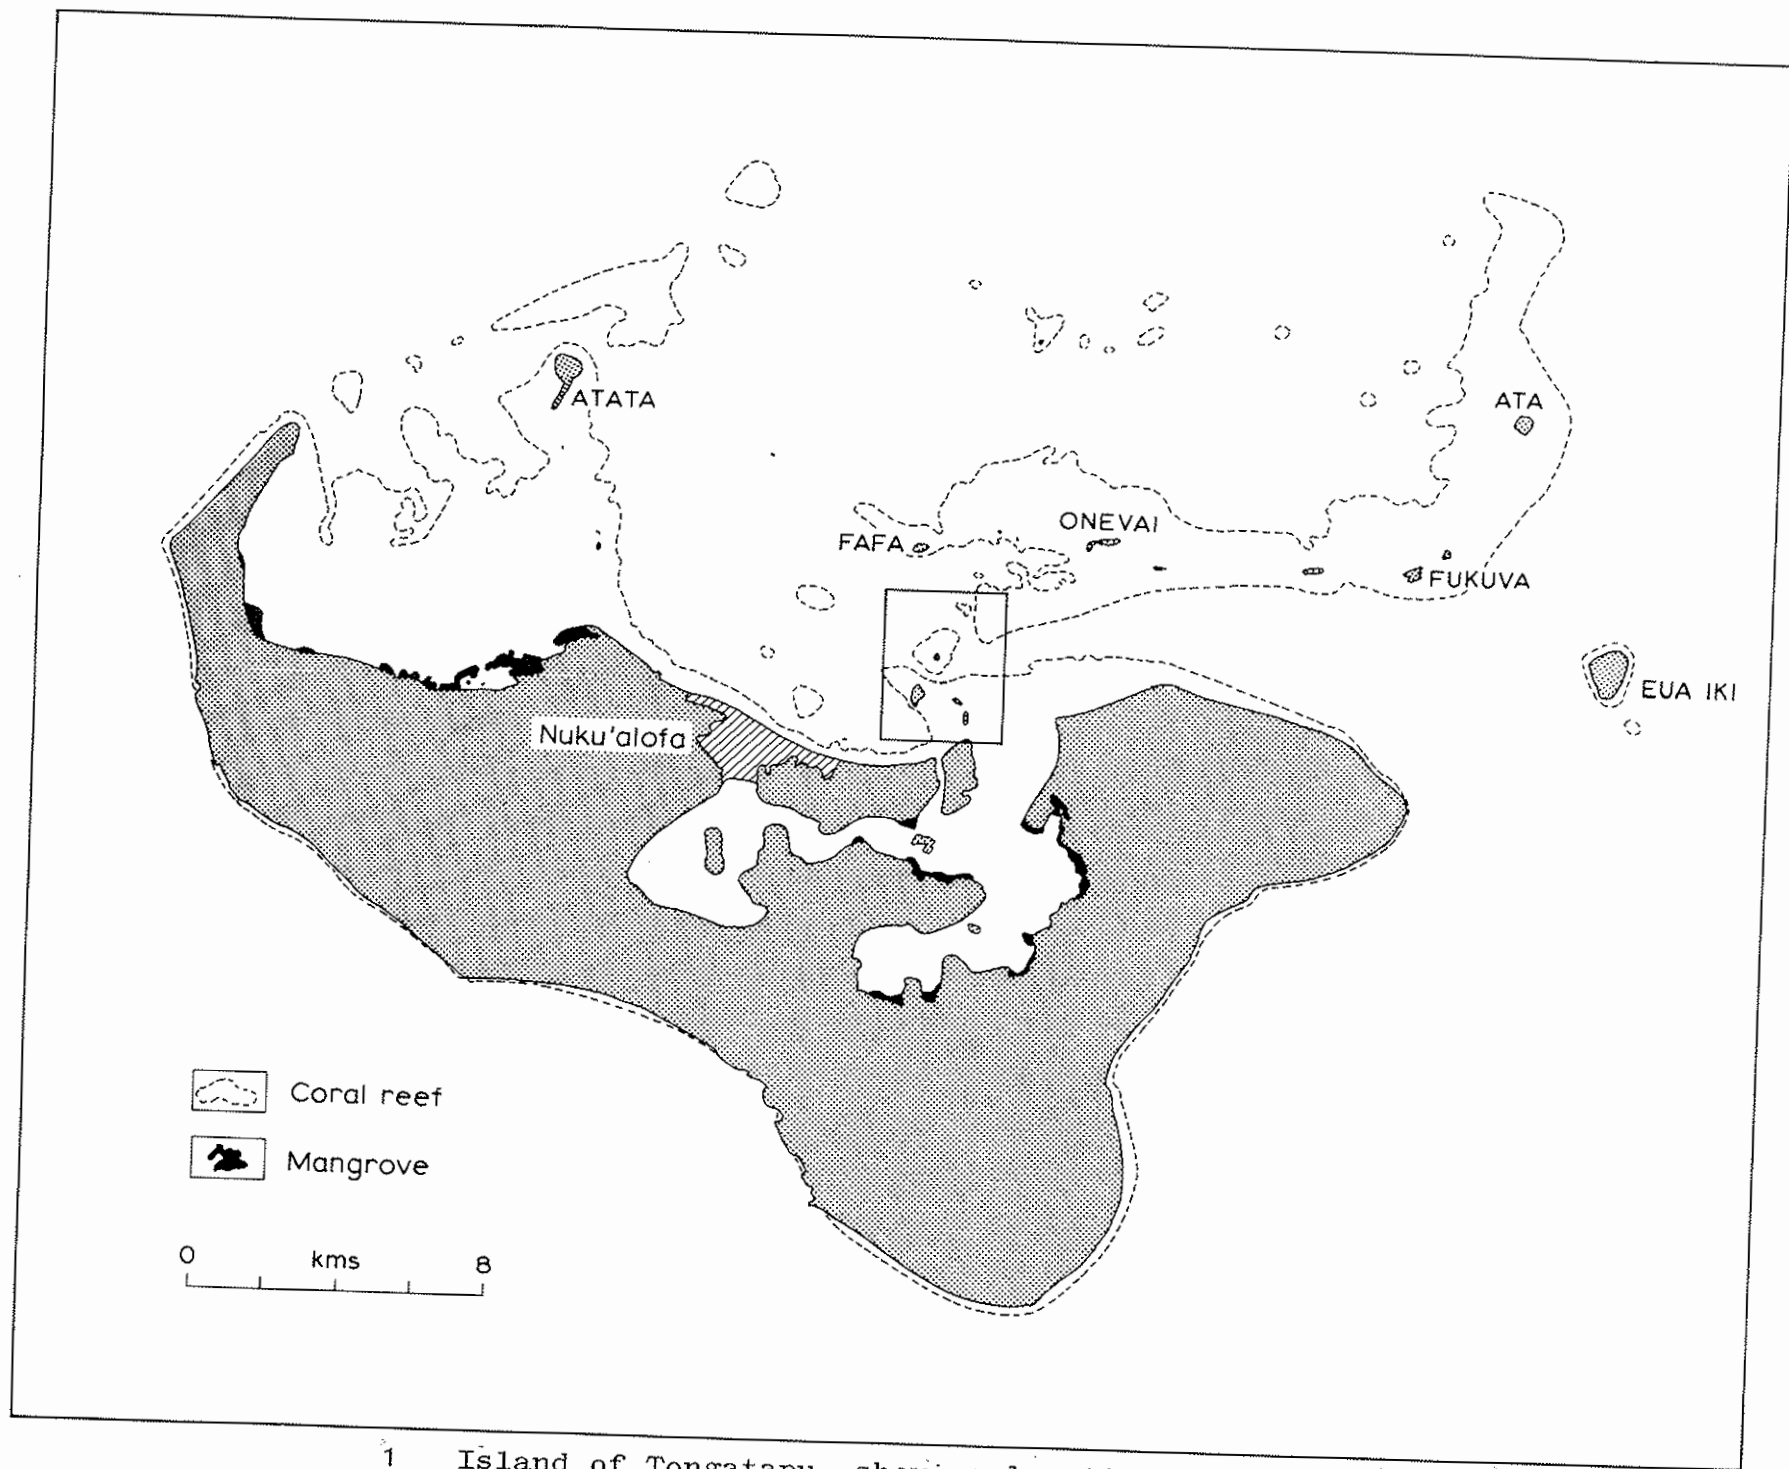 ATATA
ATA
ONEVAI
FAFA
FUKUVA
EUA IKI
Nuku'alofa
Coral reef
Mangrove
0 kms 8
1 Island of Tongatapu